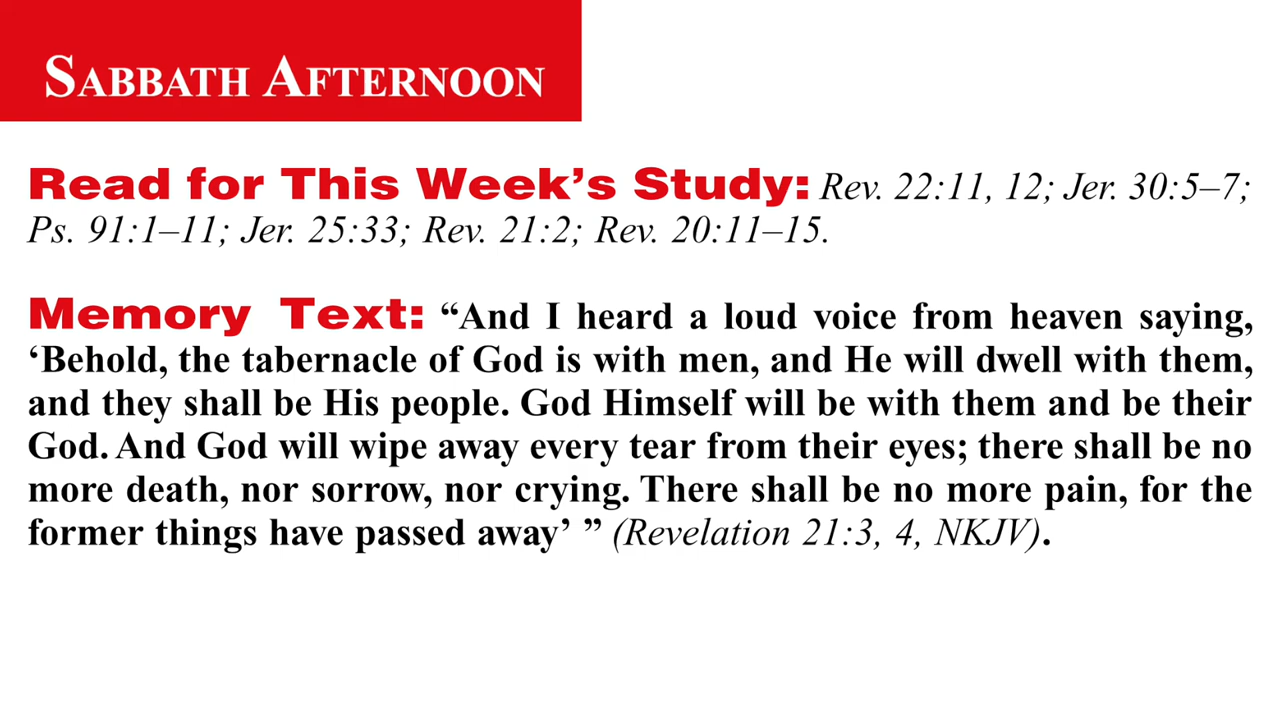 SABBATH AFTERNOON
Read for This Week’s Study: Rev. 22:11, 12; Jer. 30:5–7;
Ps. 91:1–11; Jer. 25:33; Rev. 21:2; Rev. 20:11–15.
Memory Text: “And I heard a loud voice from heaven saying,
‘Behold, the tabernacle of God is with men, and He will dwell with them,
and they shall be His people. God Himself will be with them and be their
God. And God will wipe away every tear from their eyes; there shall be no
more death, nor sorrow, nor crying. There shall be no more pain, for the
former things have passed away’ ” (Revelation 21:3, 4, NKJV).